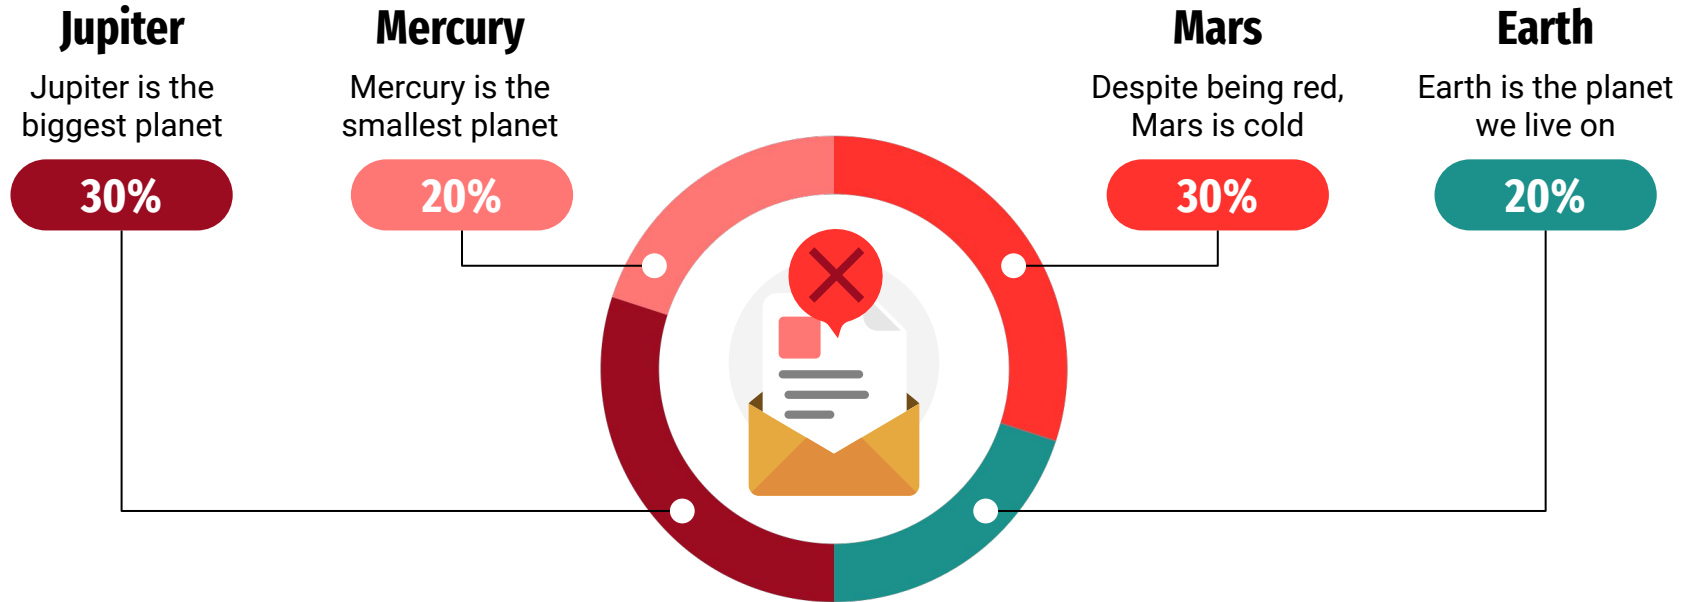 Jupiter
Jupiter is the
biggest planet
30%
Mercury
Mercury is the
smallest planet
20%
Mars
Despite being red,
Mars is cold
30%
Earth
Earth is the planet
we live on
20%